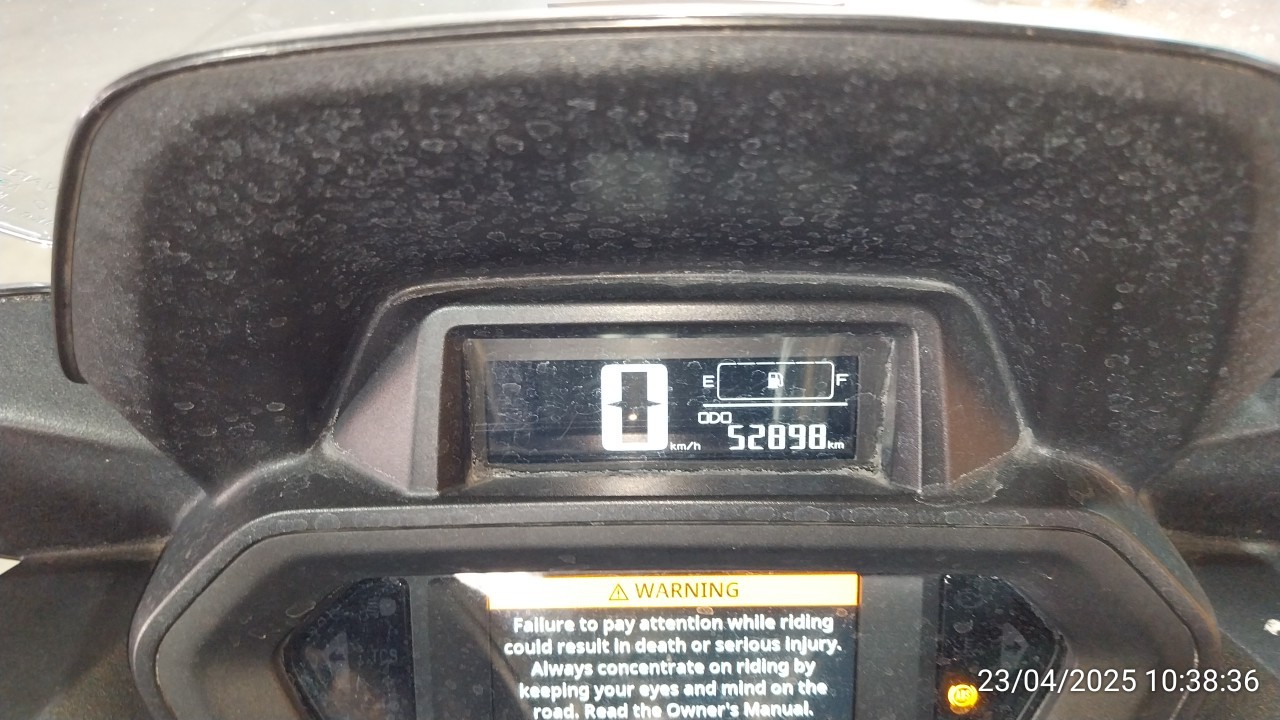 0 km/h
E F
ODO
52898 km
WARNING
Failure to pay attention while riding
could result in death or serious injury.
Always concentrate on riding by
keeping your eyes and mind on the
road. Read the Owner's Manual.
TCS
23/04/2025 10:38:36